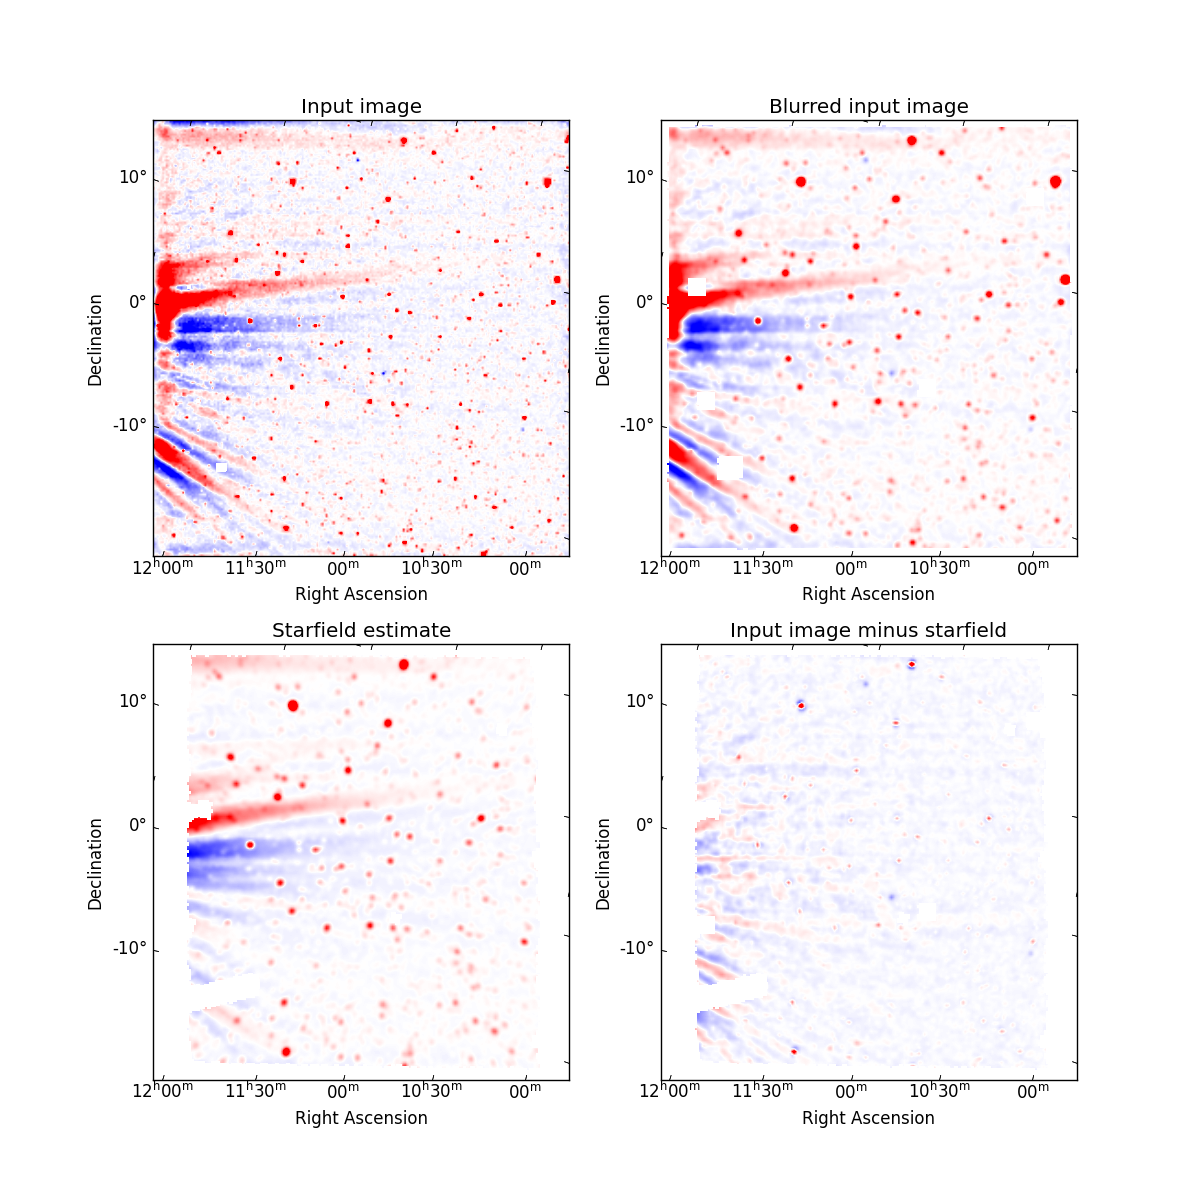 Input image
Blurred input image
10°
0°
-10°
Declination
12ʰ00ᵐ 11ʰ30ᵐ 00ᵐ 10ʰ30ᵐ 00ᵐ
Right Ascension
10°
0°
-10°
Declination
12ʰ00ᵐ 11ʰ30ᵐ 00ᵐ 10ʰ30ᵐ 00ᵐ
Right Ascension
Starfield estimate
Input image minus starfield
10°
0°
-10°
Declination
12ʰ00ᵐ 11ʰ30ᵐ 00ᵐ 10ʰ30ᵐ 00ᵐ
Right Ascension
10°
0°
-10°
Declination
12ʰ00ᵐ 11ʰ30ᵐ 00ᵐ 10ʰ30ᵐ 00ᵐ
Right Ascension